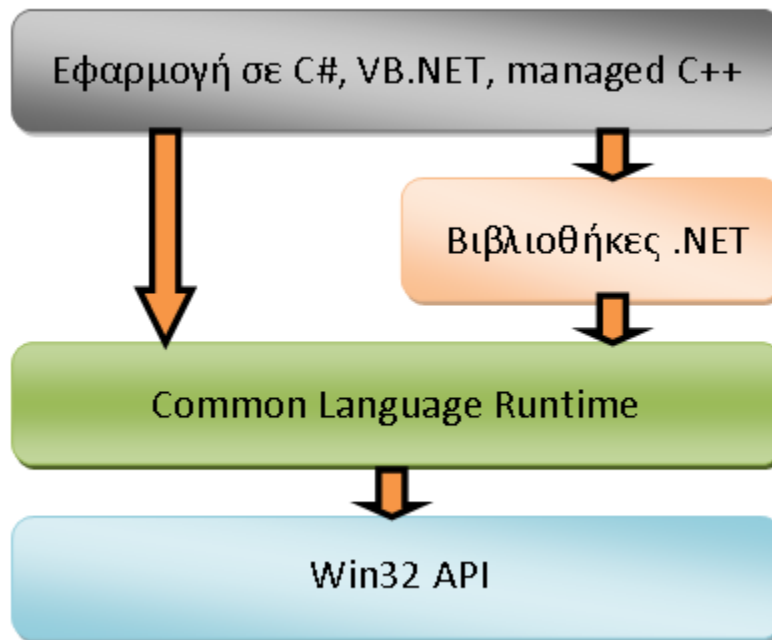 Εφαρμογή σε C#, VB.NET, managed C++
Βιβλιοθήκες .NET
Common Language Runtime
Win32 API